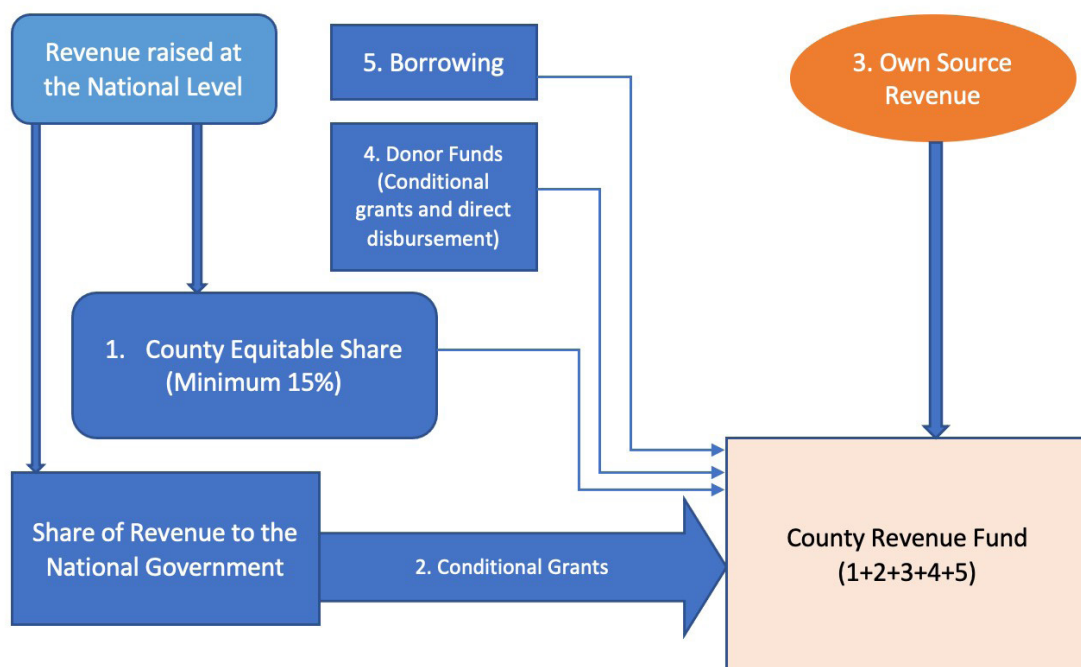 Revenue raised at
the National Level
5. Borrowing
3. Own Source
Revenue
4. Donor Funds
(Conditional
grants and direct
disbursement)
1. County Equitable Share
(Minimum 15%)
Share of Revenue to the
National Government
2. Conditional Grants
County Revenue Fund
(1+2+3+4+5)